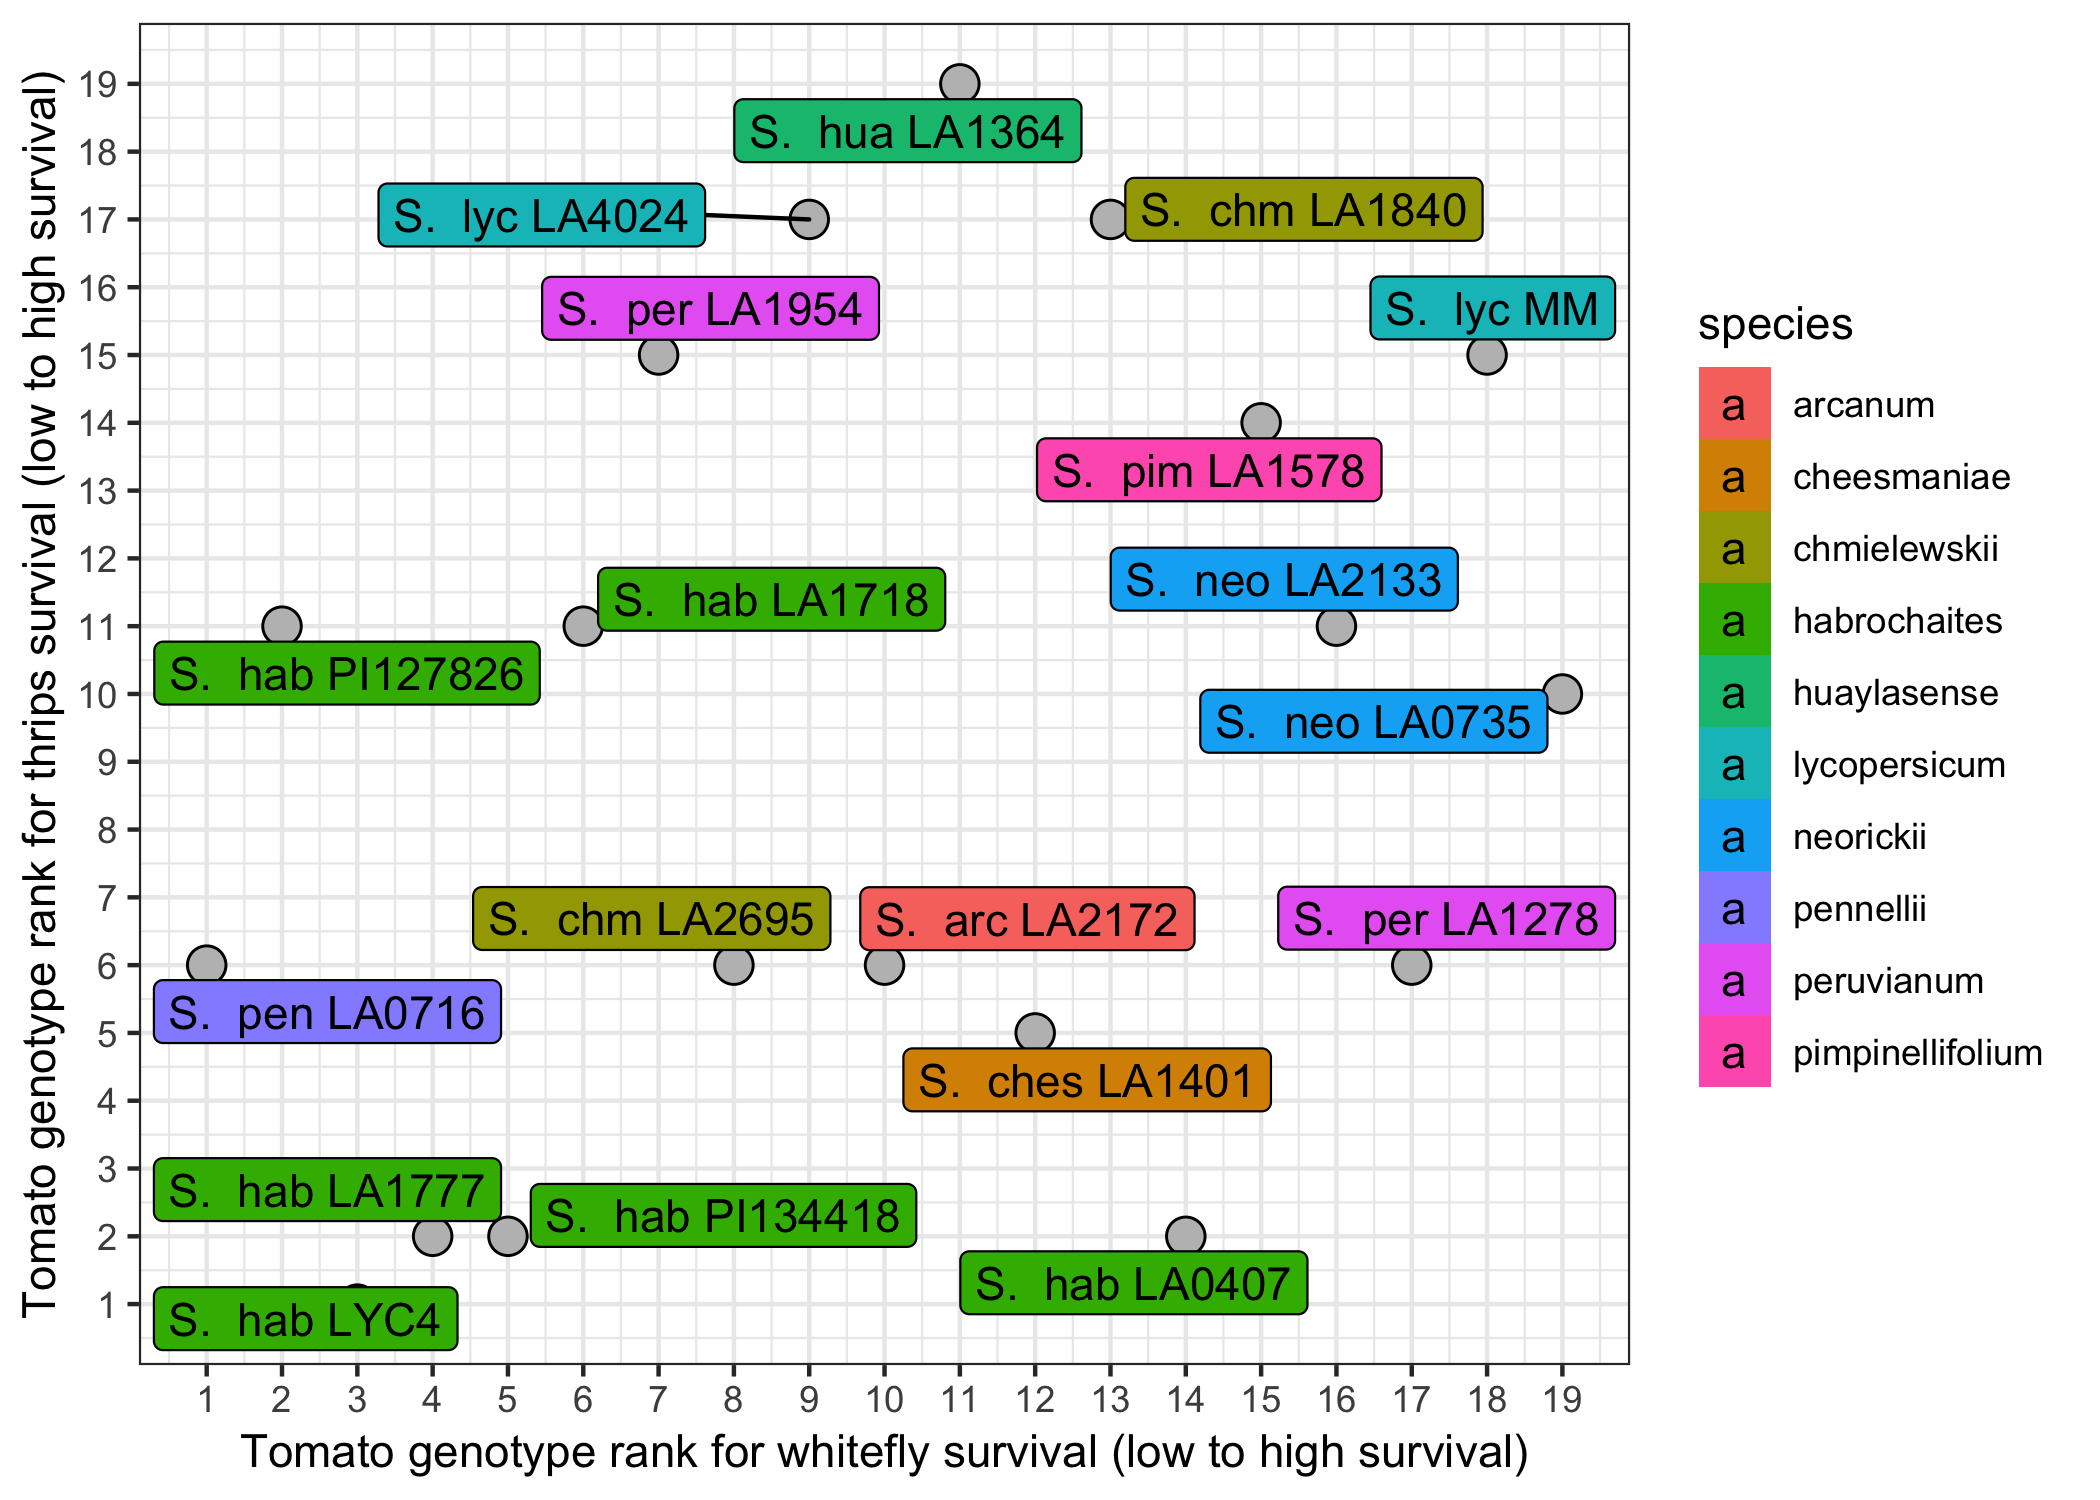 Tomato genotype rank for thrips survival (low to high survival)
19
18
17
16
15
14
13
12
11
10
9
8
7
6
5
4
3
2
1
S. hua LA1364
S. lyc LA4024
S. chm LA1840
S. per LA1954
S. lyc MM
S. pim LA1578
S. neo LA2133
S. hab LA1718
S. hab PI127826
S. neo LA0735
S. chm LA2695
S. arc LA2172
S. per LA1278
S. pen LA0716
S. ches LA1401
S. hab LA1777
S. hab PI134418
S. hab LA0407
S. hab LYC4
1 2 3 4 5 6 7 8 9 10 11 12 13 14 15 16 17 18 19
Tomato genotype rank for whitefly survival (low to high survival)
species
a arcanum
a cheesmaniae
a chmielewskii
a habrochaites
a huaylasense
a lycopersicum
a neorickii
a pennellii
a peruvianum
a pimpinellifolium